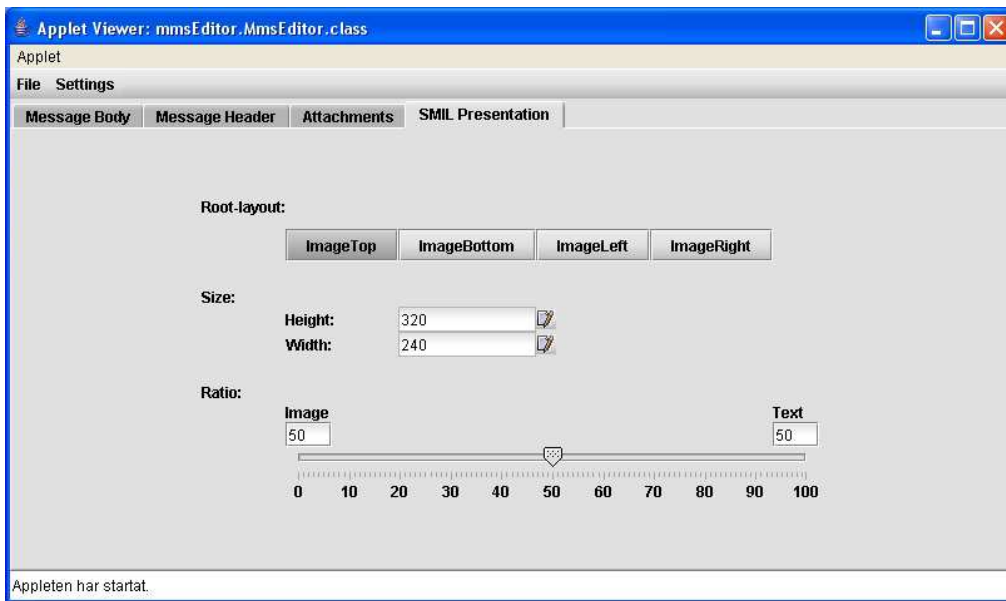 Applet Viewer: mmsEditor.MmsEditor.class
Applet
File Settings
Message Body Message Header Attachments SMIL Presentation
Root-layout:
ImageTop ImageBottom ImageLeft ImageRight
Size:
Height: 320
Width: 240
Ratio:
Image Text
50 50
0 10 20 30 40 50 60 70 80 90 100
Appleten har startat.